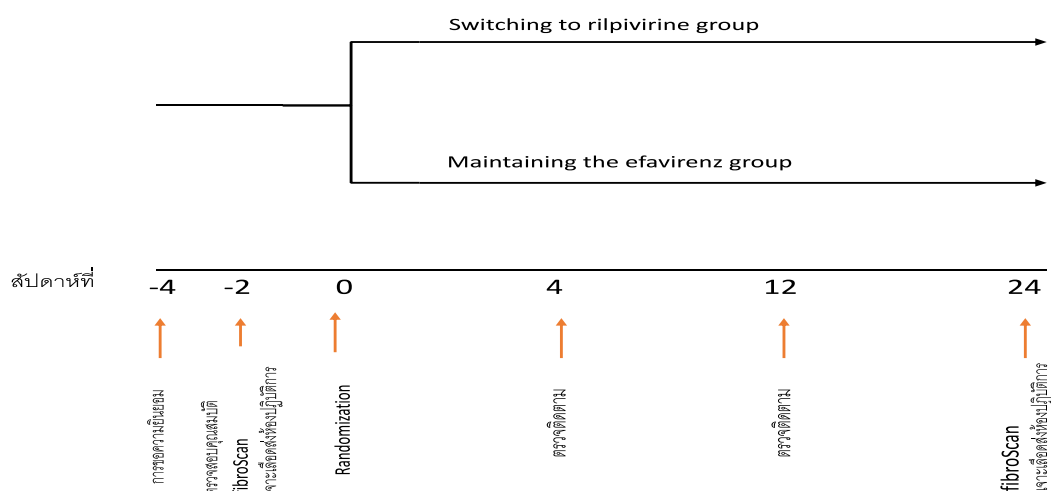 Switching to rilpivirine group
Maintaining the efavirenz group
สัปดาห์ที่
-4 -2 0 4 12 24
การขอความยินยอม
ตรวจสอบคุณสมบัติ
fibroScan
เจาะเลือดส่งห้องปฏิบัติการ
Randomization
ตรวจติดตาม
ตรวจติดตาม
fibroScan
เจาะเลือดส่งห้องปฏิบัติการ